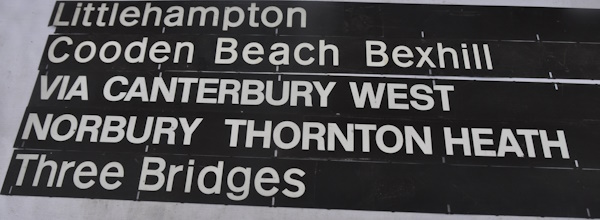 Littlehampton
Cooden Beach Bexhill
VIA CANTERBURY WEST
NORBURY THORNTON HEATH
Three Bridges